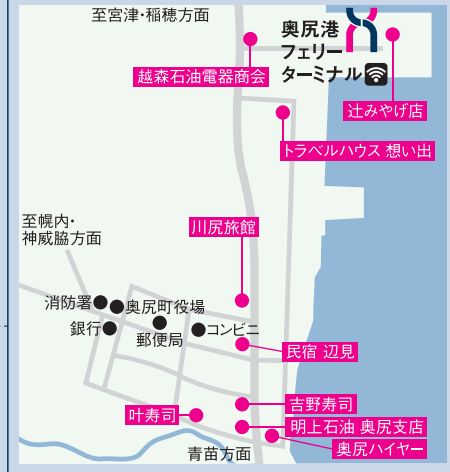 至宮津・稲穂方面
奥尻港
フェリー
ターミナル
越森石油電器商会
辻みやげ店
トラベルハウス 想い出
川尻旅館
至幌内・
神威脇方面
消防署
奥尻町役場
銀行
郵便局
コンビニ
民宿 辺見
吉野寿司
叶寿司
明上石油 奥尻支店
奥尻ハイヤー
青苗方面